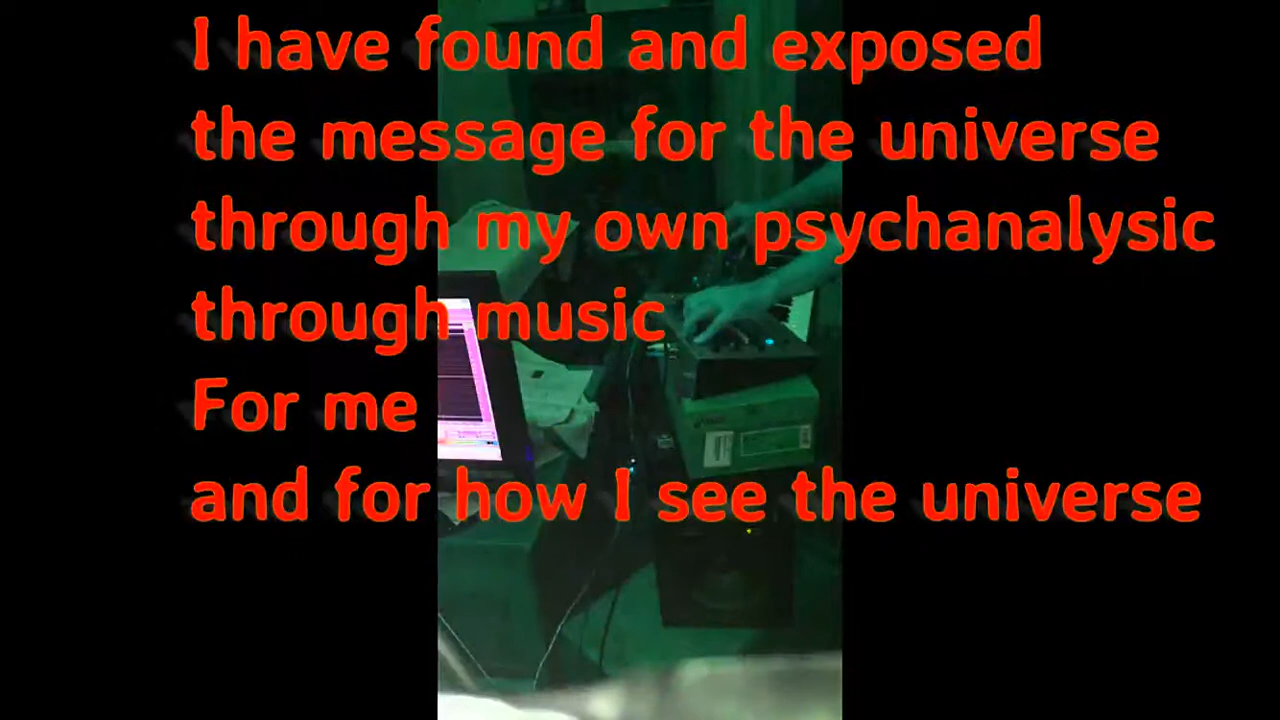 I have found and exposed
the message for the universe
through my own psychanalysic
through music
For me
and for how I see the universe